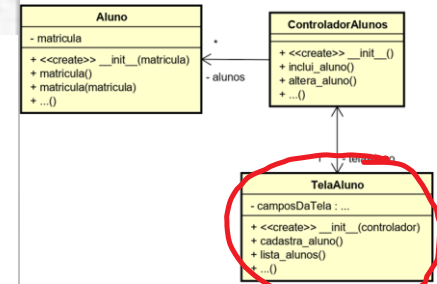 Aluno
- matricula
+ <<create>> __init__(matricula)
+ matricula()
+ matricula(matricula)
+ ...()
*
- alunos
ControladorAlunos
+ <<create>> __init__()
+ inclui_aluno()
+ altera_aluno()
+ ...()
TelaAluno
- camposDaTela : ...
+ <<create>> __init__(controlador)
+ cadastra_aluno()
+ lista_alunos()
+ ...()